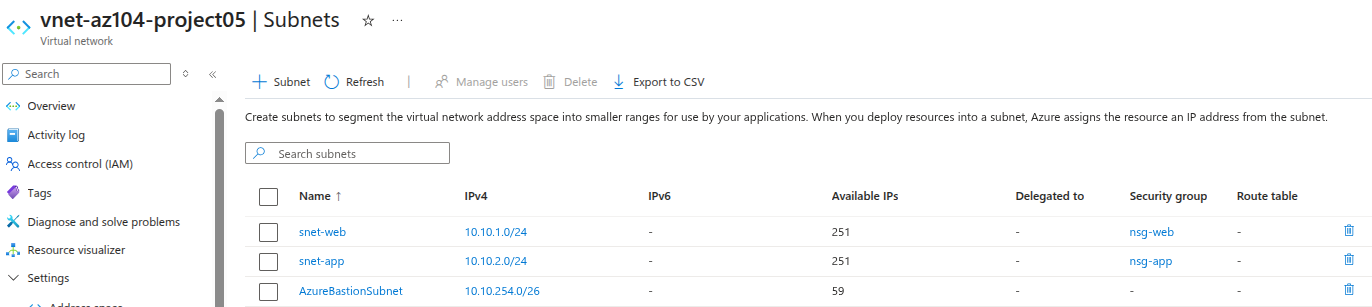 vnet-az104-project05 | Subnets ☆ ...
Virtual network
Search
+ Subnet Refresh | Manage users Delete Export to CSV
Overview
Activity log
Access control (IAM)
Tags
Diagnose and solve problems
Resource visualizer
Settings
Address space
Create subnets to segment the virtual network address space into smaller ranges for use by your applications. When you deploy resources into a subnet, Azure assigns the resource an IP address from the subnet.
Search subnets
Name ↑ IPv4 IPv6 Available IPs Delegated to Security group Route table
snet-web 10.10.1.0/24 - 251 - nsg-web -
snet-app 10.10.2.0/24 - 251 - nsg-app -
AzureBastionSubnet 10.10.254.0/26 - 59 - - -